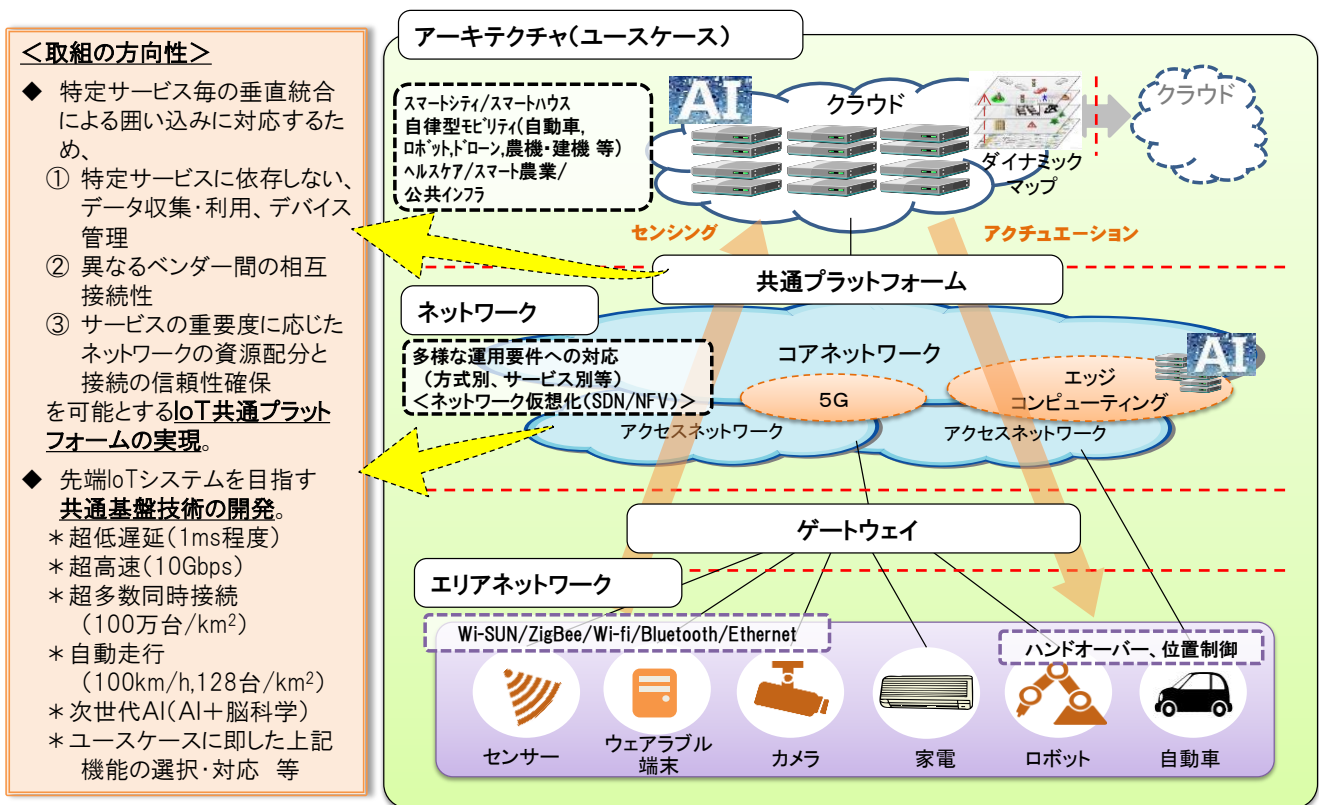 ＜取組の方向性＞
◆ 特定サービス毎の垂直統合
による囲い込みに対応するた
め、
① 特定サービスに依存しない、
データ収集・利用、デバイス
管理
② 異なるベンダー間の相互
接続性
③ サービスの重要度に応じた
ネットワークの資源配分と
接続の信頼性確保
を可能とするIoT共通プラット
フォームの実現。
◆ 先端IoTシステムを目指す
共通基盤技術の開発。
＊超低遅延(1ms程度)
＊超高速(10Gbps)
＊超多数同時接続
(100万台/km²)
＊自動走行
(100km/h,128台/km²)
＊次世代AI(AI＋脳科学)
＊ユースケースに即した上記
機能の選択・対応 等
アーキテクチャ(ユースケース)
スマートシティ/スマートハウス
自律型モビリティ(自動車,
ロボット,ドローン,農機・建機 等)
ヘルスケア/スマート農業/
公共インフラ
AI
クラウド
ダイナミック
マップ
クラウド
センシング
アクチュエーション
共通プラットフォーム
ネットワーク
多様な運用要件への対応
(方式別、サービス別等)
＜ネットワーク仮想化(SDN/NFV)＞
コアネットワーク
AI
5G
エッジ
コンピューティング
アクセスネットワーク
アクセスネットワーク
ゲートウェイ
エリアネットワーク
Wi-SUN/ZigBee/Wi-fi/Bluetooth/Ethernet
ハンドオーバー、位置制御
センサー
ウェアラブル
端末
カメラ
家電
ロボット
自動車